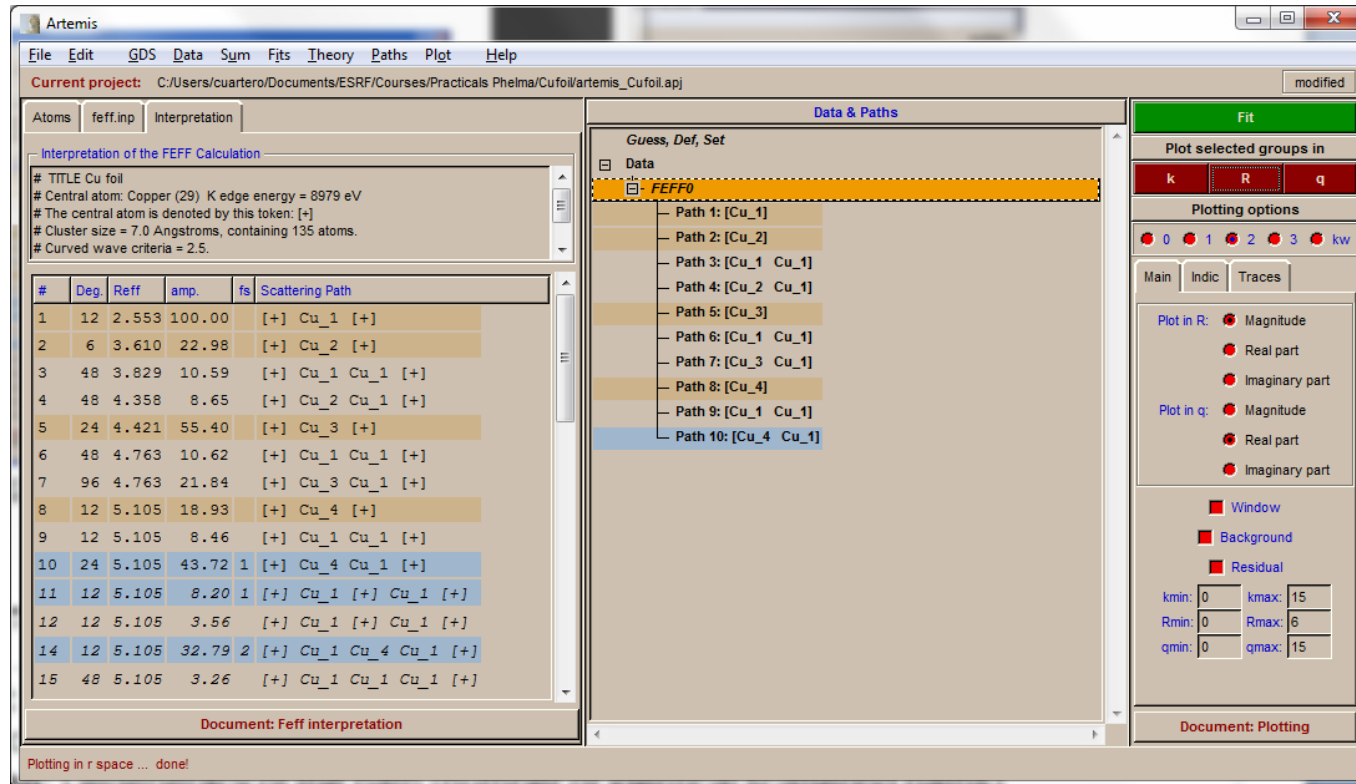 Artemis
File Edit GDS Data Sum Fits Theory Paths Plot Help
Current project: C:/Users/cuartero/Documents/ESRF/Courses/Practicals Phelma/Cufoil/artemis_Cufoil.apj modified
Atoms feff.inp Interpretation
Interpretation of the FEFF Calculation
# TITLE Cu foil
# Central atom: Copper (29) K edge energy = 8979 eV
# The central atom is denoted by this token: [+]
# Cluster size = 7.0 Angstroms, containing 135 atoms.
# Curved wave criteria = 2.5.
# Deg. Reff amp. fs Scattering Path
1 12 2.553 100.00 [+] Cu_1 [+]
2 6 3.610 22.98 [+] Cu_2 [+]
3 48 3.829 10.59 [+] Cu_1 Cu_1 [+]
4 48 4.358 8.65 [+] Cu_2 Cu_1 [+]
5 24 4.421 55.40 [+] Cu_3 [+]
6 48 4.763 10.62 [+] Cu_1 Cu_1 [+]
7 96 4.763 21.84 [+] Cu_3 Cu_1 [+]
8 12 5.105 18.93 [+] Cu_4 [+]
9 12 5.105 8.46 [+] Cu_1 Cu_1 [+]
10 24 5.105 43.72 1 [+] Cu_4 Cu_1 [+]
11 12 5.105 8.20 1 [+] Cu_1 [+] Cu_1 [+]
12 12 5.105 3.56 [+] Cu_1 [+] Cu_1 [+]
14 12 5.105 32.79 2 [+] Cu_1 Cu_4 Cu_1 [+]
15 48 5.105 3.26 [+] Cu_1 Cu_1 Cu_1 [+]
Document: Feff interpretation
Data & Paths
Guess, Def, Set
Data
FEFF0
Path 1: [Cu_1]
Path 2: [Cu_2]
Path 3: [Cu_1 Cu_1]
Path 4: [Cu_2 Cu_1]
Path 5: [Cu_3]
Path 6: [Cu_1 Cu_1]
Path 7: [Cu_3 Cu_1]
Path 8: [Cu_4]
Path 9: [Cu_1 Cu_1]
Path 10: [Cu_4 Cu_1]
Fit
Plot selected groups in
k R q
Plotting options
0 1 2 3 kw
Main Indic Traces
Plot in R: Magnitude
Real part
Imaginary part
Plot in q: Magnitude
Real part
Imaginary part
Window
Background
Residual
kmin: 0 kmax: 15
Rmin: 0 Rmax: 6
qmin: 0 qmax: 15
Document: Plotting
Plotting in r space ... done!